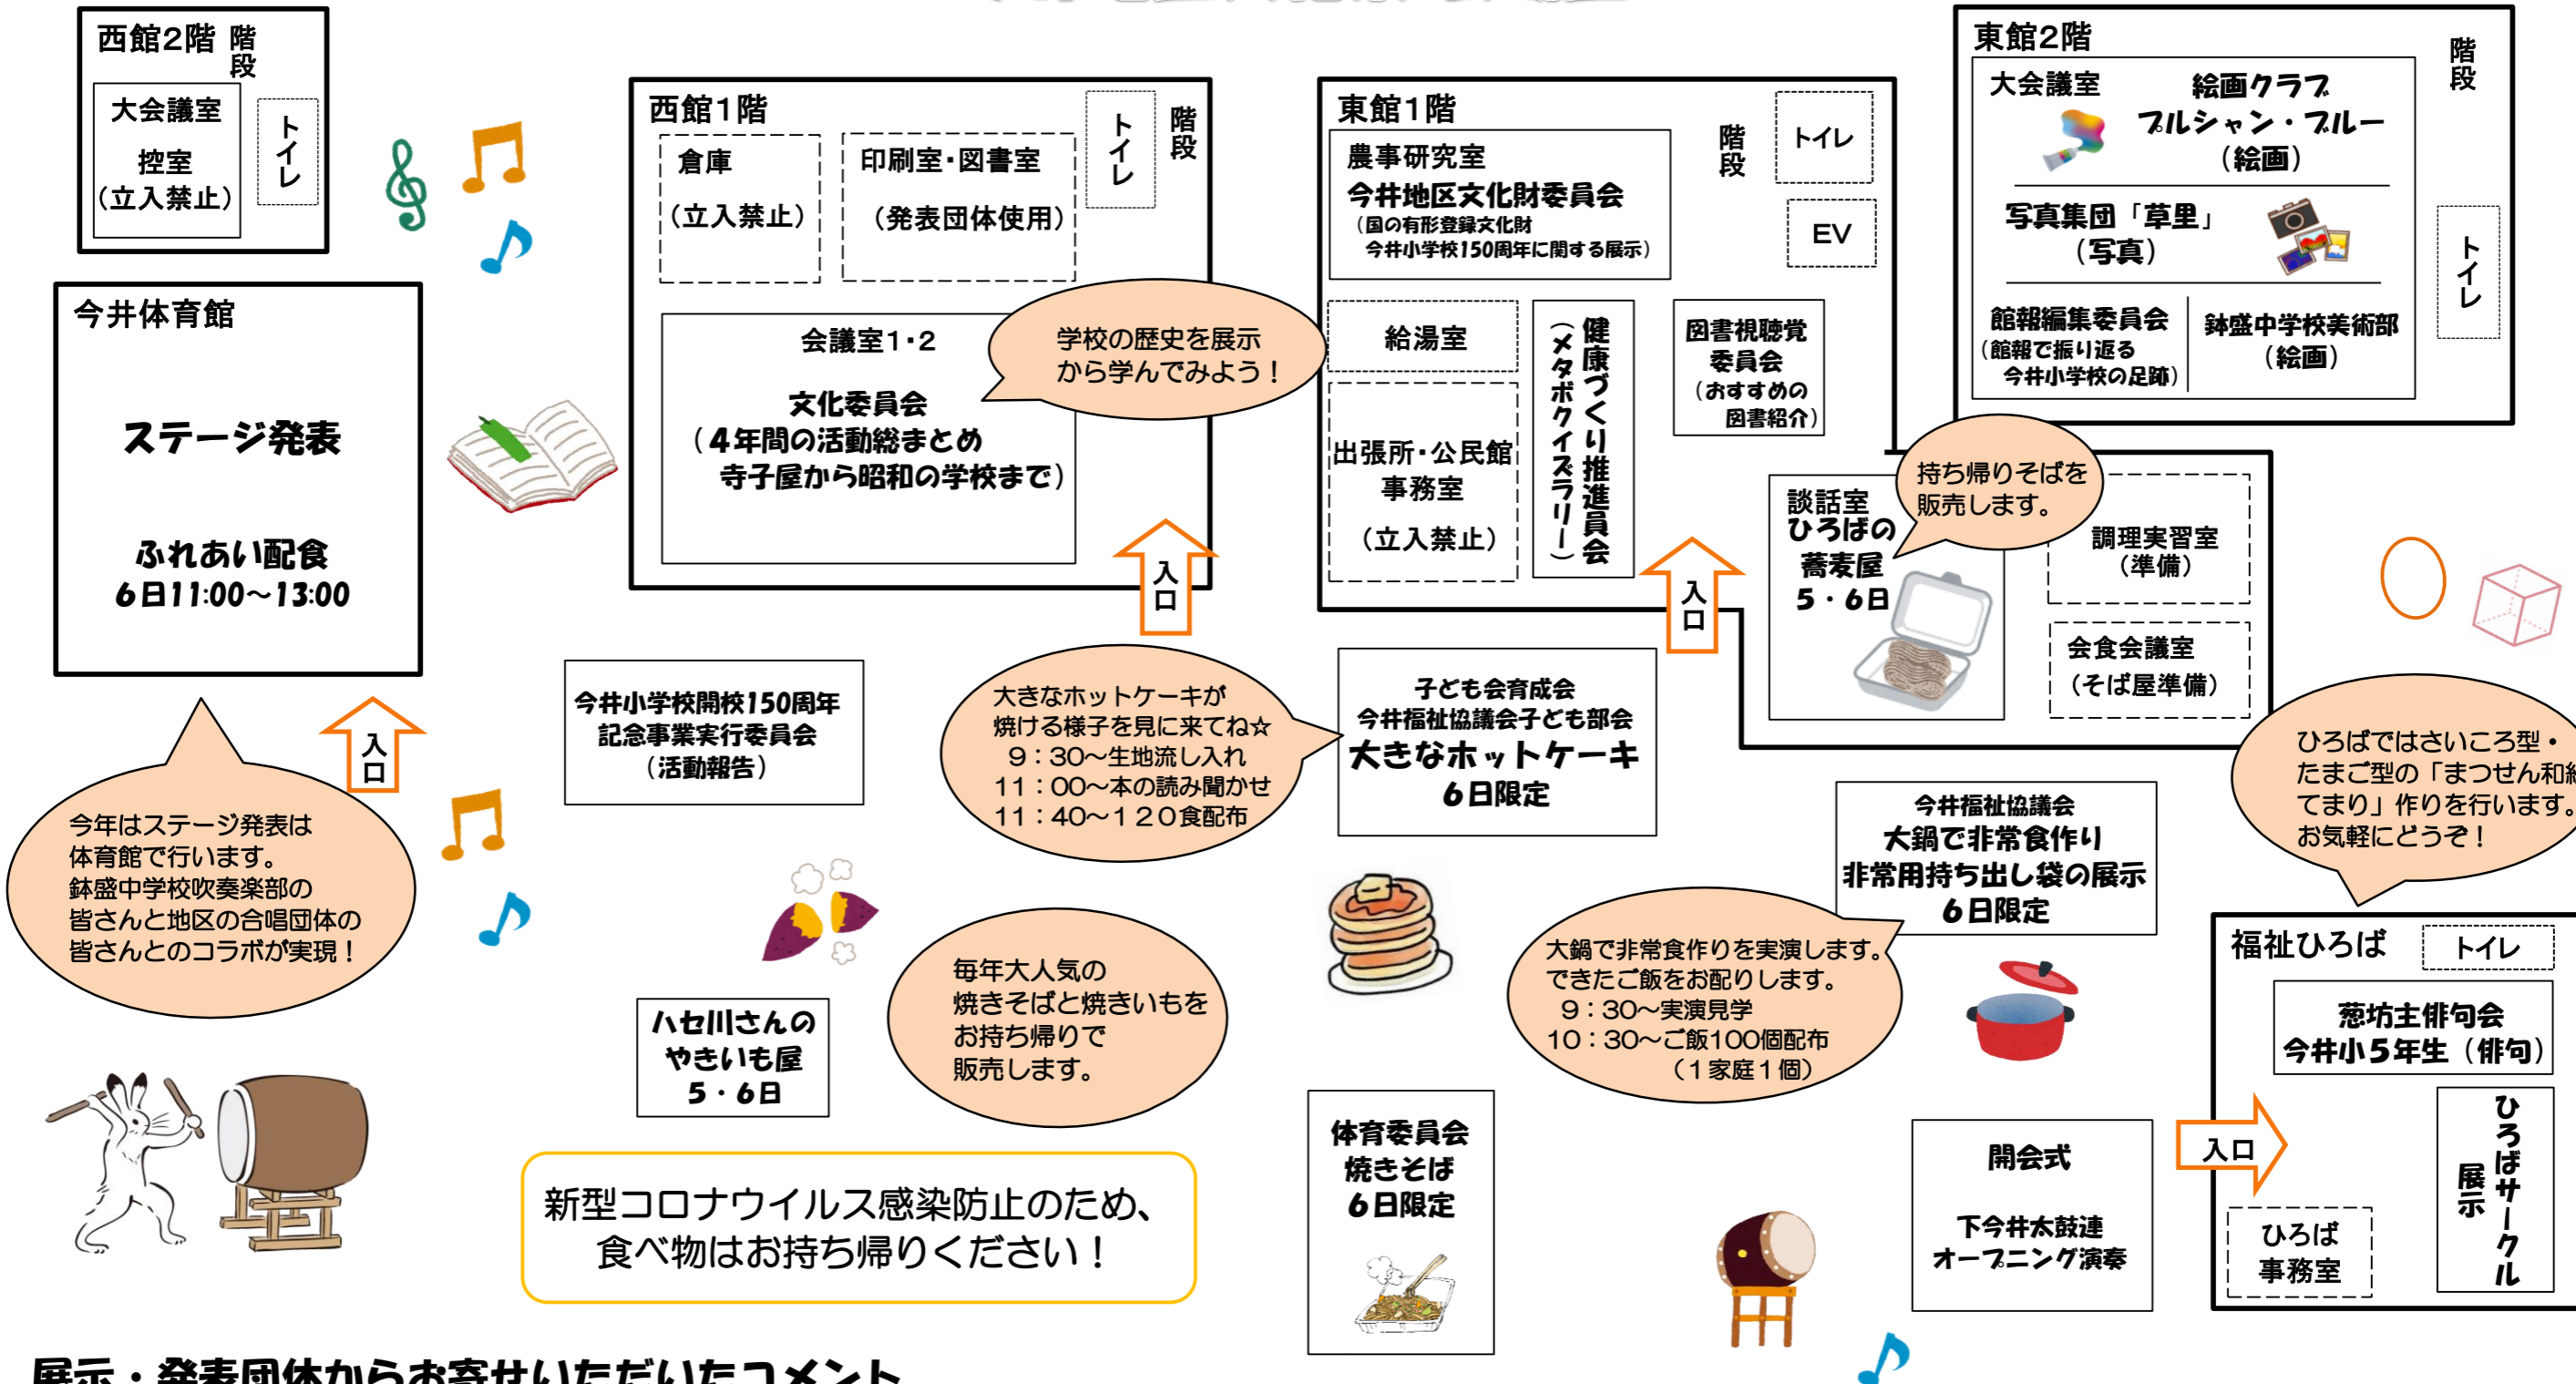 西館2階
階段
大会議室
控室
(立入禁止)
トイレ
今井体育館
ステージ発表
ふれあい配食
6日11:00～13:00
入口
今年はステージ発表は
体育館で行います。
鉢盛中学校吹奏楽部の
皆さんと地区の合唱団体の
皆さんとのコラボが実現！
西館1階
倉庫
(立入禁止)
印刷室・図書室
(発表団体使用)
トイレ
階段
会議室1・2
文化委員会
(4年間の活動総まとめ
寺子屋から昭和の学校まで)
学校の歴史を展示
から学んでみよう！
入口
今井小学校開校150周年
記念事業実行委員会
(活動報告)
大きなホットケーキが
焼ける様子を見に来てね☆
9：30～生地流し入れ
11：00～本の読み聞かせ
11：40～120食配布
子ども会育成会
今井福祉協議会子ども部会
大きなホットケーキ
6日限定
ハセ川さんの
やきいも屋
5・6日
毎年大人気の
焼きそばと焼きいもを
お持ち帰りで
販売します。
新型コロナウイルス感染防止のため、
食べ物はお持ち帰りください！
東館1階
農事研究室
今井地区文化財委員会
(国の有形登録文化財
今井小学校150周年に関する展示)
階段
トイレ
EV
給湯室
健康づくり推進員会
(メタボクイズラリー)
図書視聴覚
委員会
(おすすめの
図書紹介)
出張所・公民館
事務室
(立入禁止)
入口
談話室
ひろばの
蕎麦屋
5・6日
持ち帰りそばを
販売します。
調理実習室
(準備)
会食会議室
(そば屋準備)
東館2階
大会議室
絵画クラブ
プルシャン・ブルー
(絵画)
写真集団「草里」
(写真)
館報編集委員会
(館報で振り返る
今井小学校の足跡)
鉢盛中学校美術部
(絵画)
階段
トイレ
今井福祉協議会
大鍋で非常食作り
非常用持ち出し袋の展示
6日限定
大鍋で非常食作りを実演します。
できたご飯をお配りします。
9：30～実演見学
10：30～ご飯100個配布
(1家庭1個)
体育委員会
焼きそば
6日限定
開会式
下今井太鼓連
オープニング演奏
ひろばではさいころ型・
たまご型の「まつせん和紙
てまり」作りを行います。
お気軽にどうぞ！
福祉ひろば
トイレ
葱坊主俳句会
今井小5年生(俳句)
入口
ひろばサークル
展示
ひろば
事務室
展示・発表団体からお寄せいただいたコメント